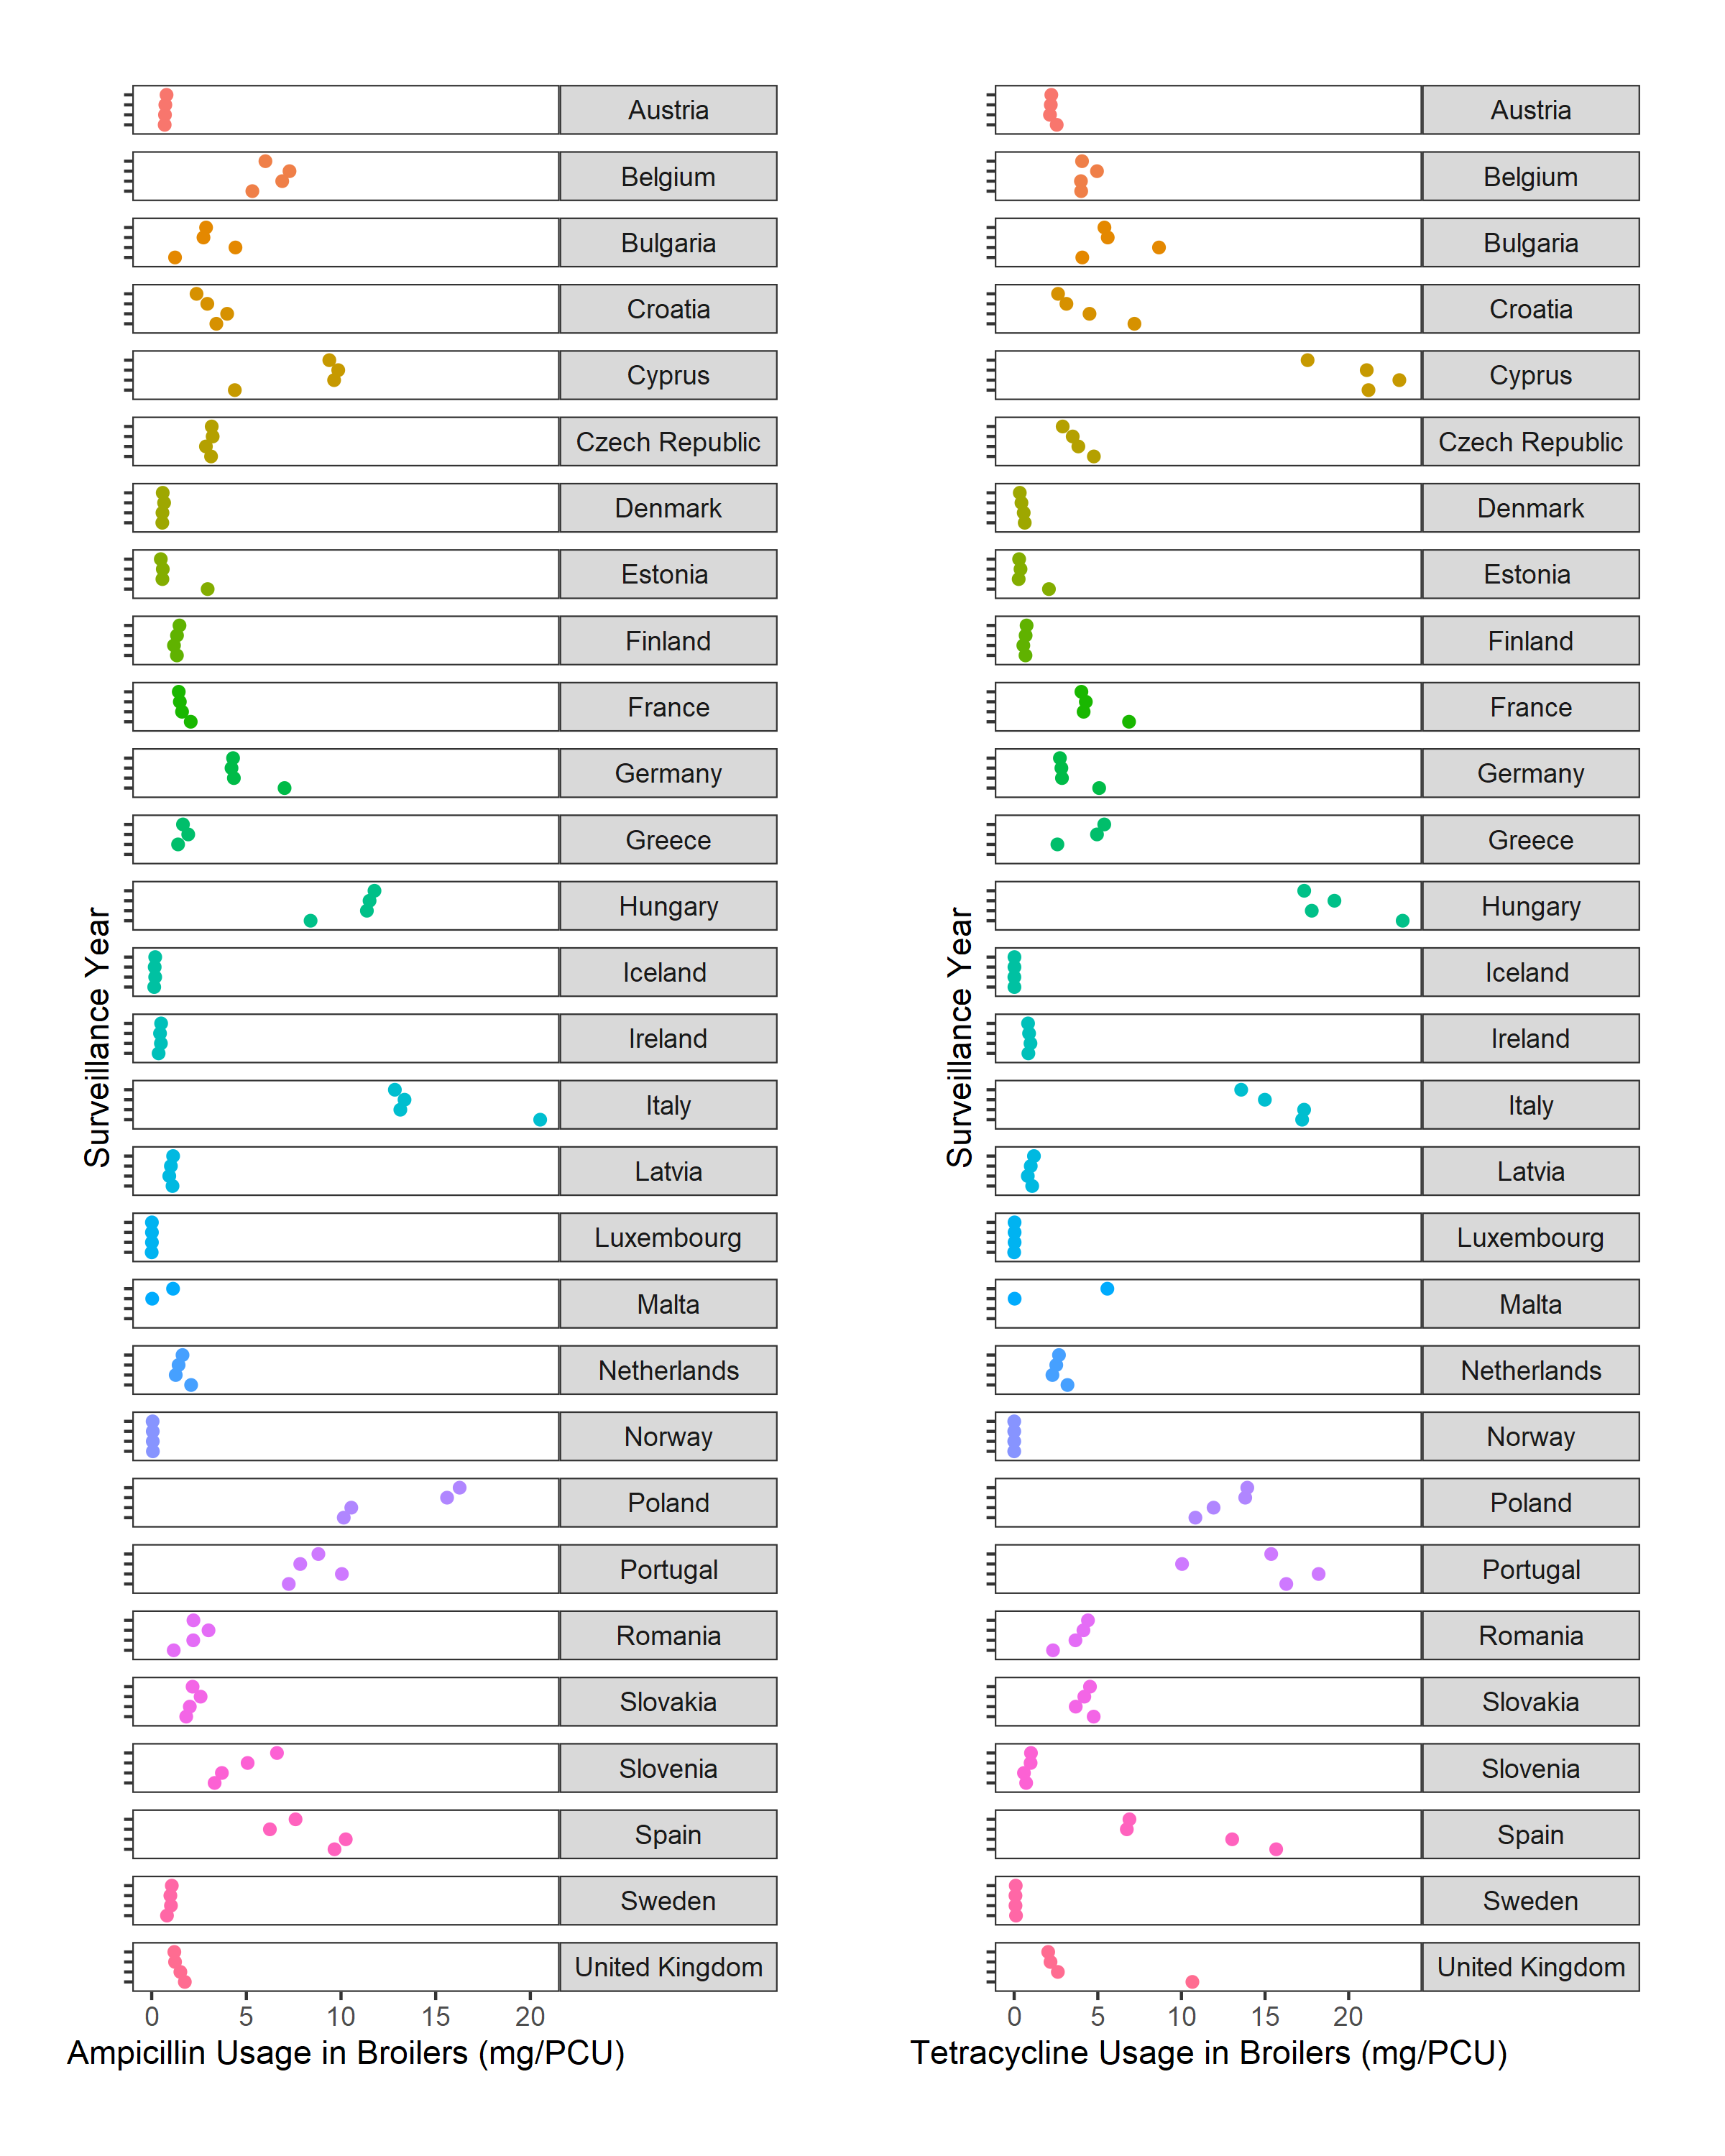 Austria
Belgium
Bulgaria
Croatia
Cyprus
Czech Republic
Denmark
Estonia
Finland
France
Germany
Greece
Hungary
Iceland
Ireland
Italy
Latvia
Luxembourg
Malta
Netherlands
Norway
Poland
Portugal
Romania
Slovakia
Slovenia
Spain
Sweden
United Kingdom
Surveillance Year
0 5 10 15 20
Ampicillin Usage in Broilers (mg/PCU)
Austria
Belgium
Bulgaria
Croatia
Cyprus
Czech Republic
Denmark
Estonia
Finland
France
Germany
Greece
Hungary
Iceland
Ireland
Italy
Latvia
Luxembourg
Malta
Netherlands
Norway
Poland
Portugal
Romania
Slovakia
Slovenia
Spain
Sweden
United Kingdom
Surveillance Year
0 5 10 15 20
Tetracycline Usage in Broilers (mg/PCU)